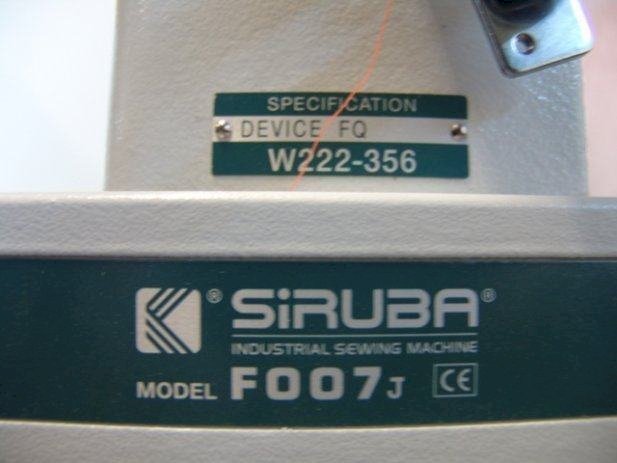 SPECIFICATION
DEVICE FQ
W222-356
® SiRUBA®
INDUSTRIAL SEWING MACHINE
MODEL F007J CE